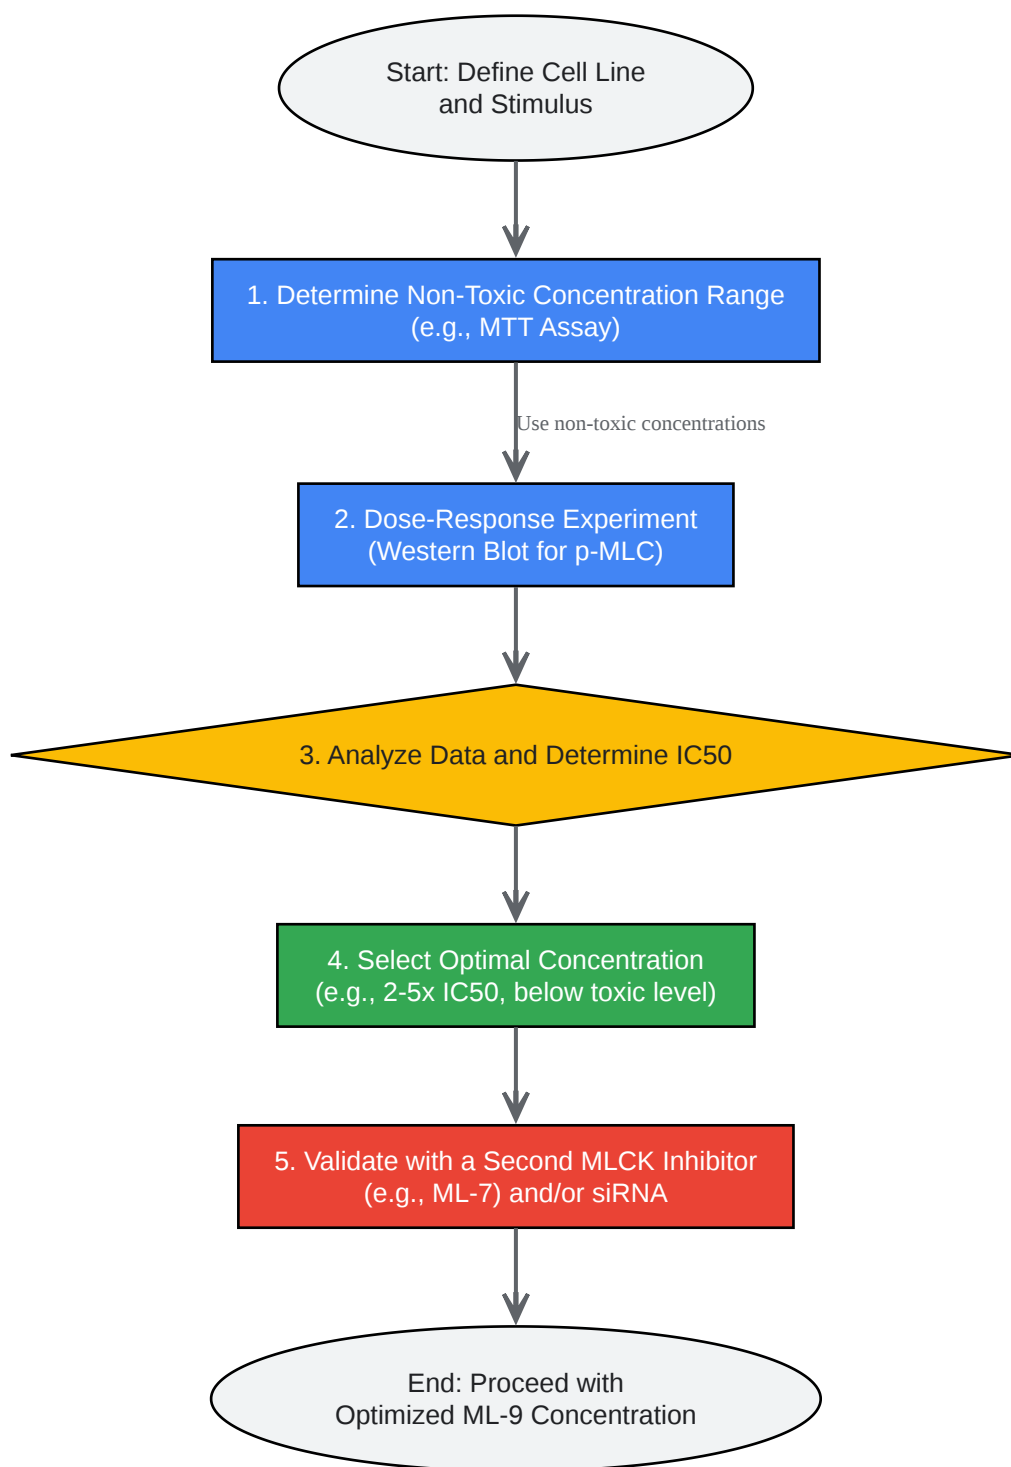 Start: Define Cell Line
and Stimulus
1. Determine Non-Toxic Concentration Range
(e.g., MTT Assay)
Use non-toxic concentrations
2. Dose-Response Experiment
(Western Blot for p-MLC)
3. Analyze Data and Determine IC50
4. Select Optimal Concentration
(e.g., 2-5x IC50, below toxic level)
5. Validate with a Second MLCK Inhibitor
(e.g., ML-7) and/or siRNA
End: Proceed with
Optimized ML-9 Concentration